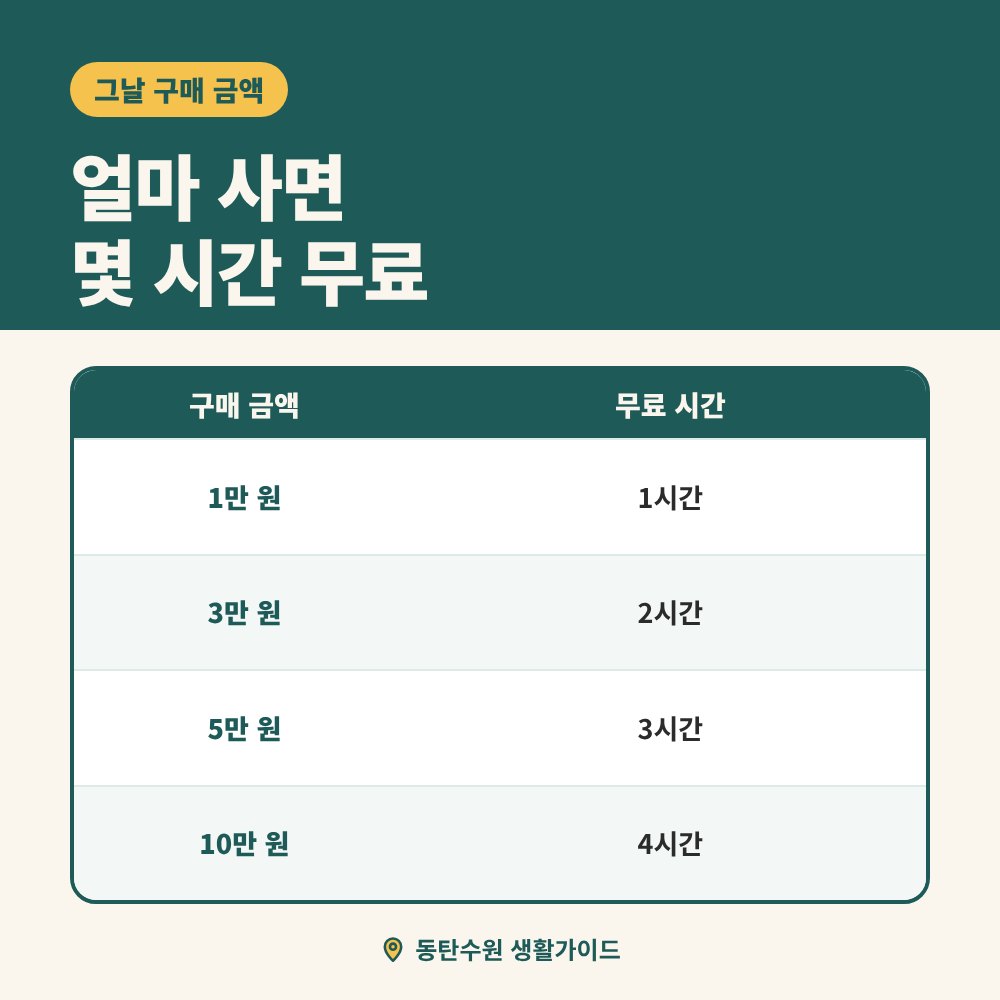 그날 구매 금액
얼마 사면
몇 시간 무료
구매 금액 무료 시간
1만 원 1시간
3만 원 2시간
5만 원 3시간
10만 원 4시간
동탄수원 생활가이드